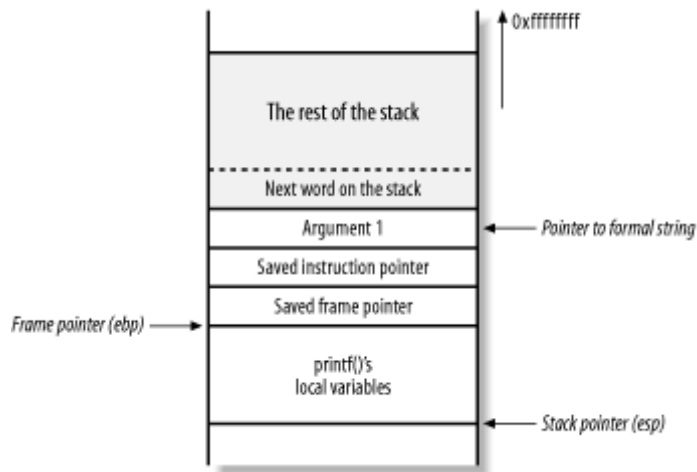 0xffffffff
The rest of the stack
Next word on the stack
Argument 1
Pointer to formal string
Saved instruction pointer
Saved frame pointer
Frame pointer (ebp)
printf()'s
local variables
Stack pointer (esp)